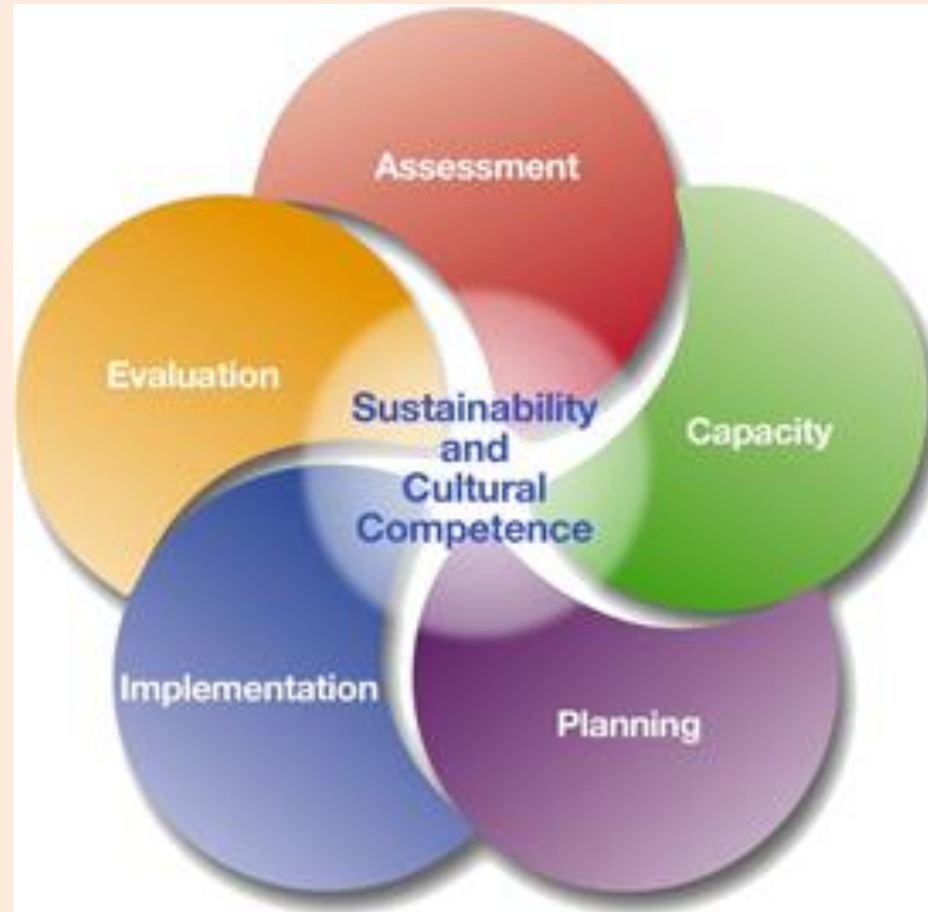 Assessment
Capacity
Planning
Implementation
Evaluation
Sustainability
and
Cultural
Competence